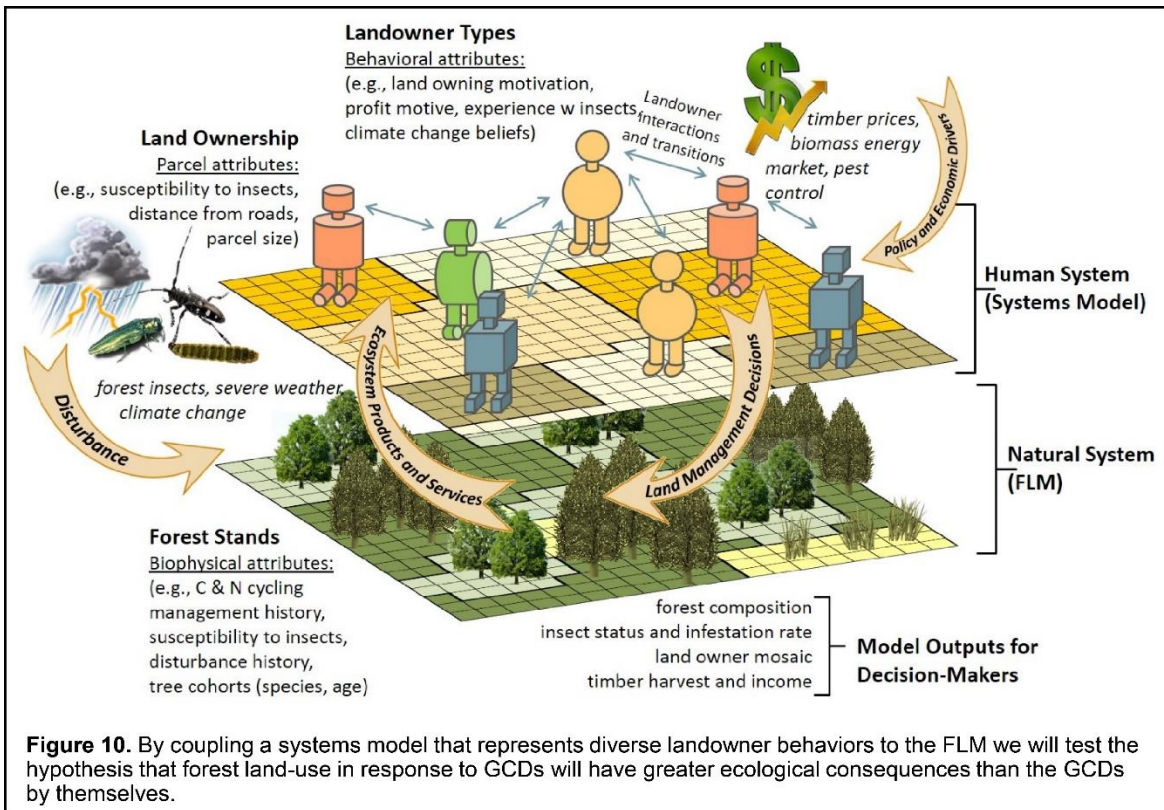 Landowner Types
Behavioral attributes:
(e.g., land owning motivation,
profit motive, experience w insects
climate change beliefs)
Landowner
interactions
and transitions
timber prices,
biomass energy
market, pest
control
Policy and Economic Drivers
Land Ownership
Parcel attributes:
(e.g., susceptibility to insects,
distance from roads,
parcel size)
Human System
(Systems Model)
forest insects, severe weather,
climate change
Disturbance
Ecosystem Products and Services
Land Management Decisions
Natural System
(FLM)
Forest Stands
Biophysical attributes:
(e.g., C & N cycling
management history,
susceptibility to insects,
disturbance history,
tree cohorts (species, age)
forest composition
insect status and infestation rate
land owner mosaic
timber harvest and income
Model Outputs for
Decision-Makers
Figure 10. By coupling a systems model that represents diverse landowner behaviors to the FLM we will test the
hypothesis that forest land-use in response to GCDs will have greater ecological consequences than the GCDs
by themselves.